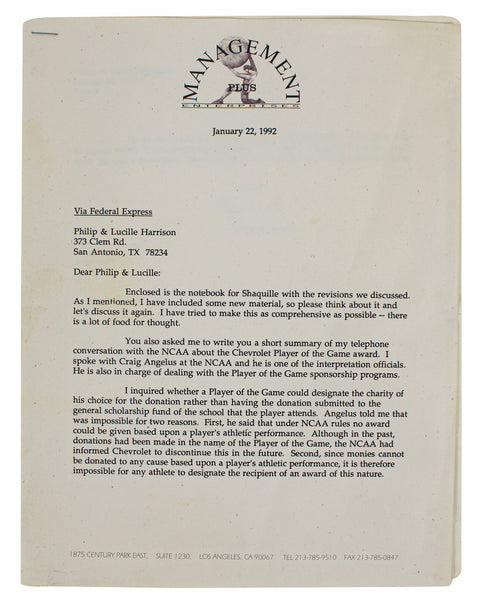 MANAGEMENT
PLUS
ENTERPRISES
January 22, 1992
Via Federal Express
Philip & Lucille Harrison
373 Clem Rd.
San Antonio, TX 78234
Dear Philip & Lucille:
Enclosed is the notebook for Shaquille with the revisions we discussed.
As I mentioned, I have included some new material, so please think about it and
let's discuss it again. I have tried to make this as comprehensive as possible -- there
is a lot of food for thought.
You also asked me to write you a short summary of my telephone
conversation with the NCAA about the Chevrolet Player of the Game award. I
spoke with Craig Angelus at the NCAA and he is one of the interpretation officials.
He is also in charge of dealing with the Player of the Game sponsorship programs.
I inquired whether a Player of the Game could designate the charity of
his choice for the donation rather than having the donation submitted to the
general scholarship fund of the school that the player attends. Angelus told me that
was impossible for two reasons. First, he said that under NCAA rules no award
could be given based upon a player's athletic performance. Although in the past,
donations had been made in the name of the Player of the Game, the NCAA had
informed Chevrolet to discontinue this in the future. Second, since monies cannot
be donated to any cause based upon a player's athletic performance, it is therefore
impossible for any athlete to designate the recipient of an award of this nature.
1875 CENTURY PARK EAST, SUITE 1230, LOS ANGELES, CA 90067 TEL 213-785-9510 FAX 213-785-0847